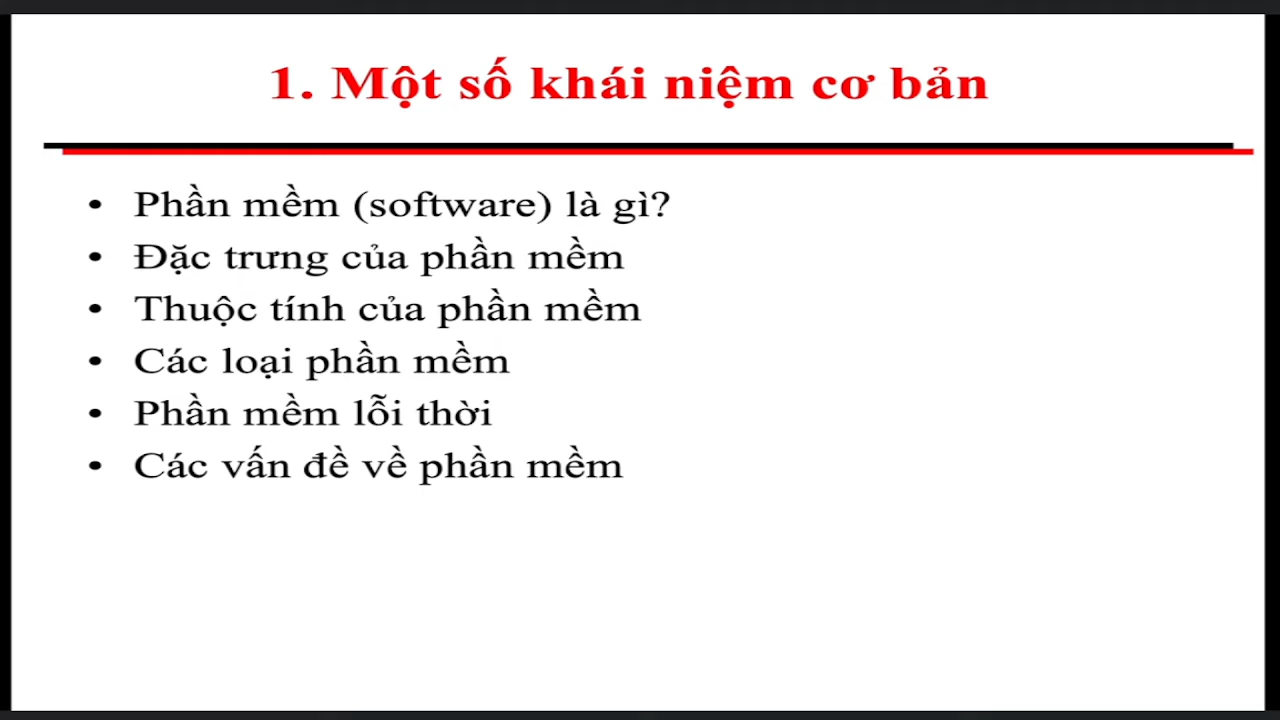 1. Một số khái niệm cơ bản
• Phần mềm (software) là gì?
• Đặc trưng của phần mềm
• Thuộc tính của phần mềm
• Các loại phần mềm
• Phần mềm lỗi thời
• Các vấn đề về phần mềm